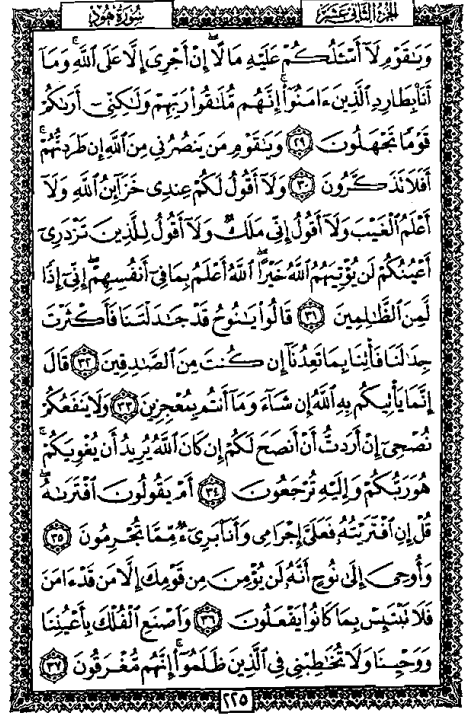 الجزء الثاني عشر
سورة هود
وَيَٰقَوْمِ لَآ أَسْـَٔلُكُمْ عَلَيْهِ مَالًا ۖ إِنْ أَجْرِىَ إِلَّا عَلَى ٱللَّهِ ۚ وَمَآ
أَنَا۠ بِطَارِدِ ٱلَّذِينَ ءَامَنُوٓا۟ ۚ إِنَّهُم مُّلَٰقُوا۟ رَبِّهِمْ وَلَٰكِنِّىٓ أَرَىٰكُمْ
قَوْمًا تَجْهَلُونَ ٢٩ وَيَٰقَوْمِ مَن يَنصُرُنِى مِنَ ٱللَّهِ إِن طَرَدتُّهُمْ ۚ
أَفَلَا تَذَكَّرُونَ ٣٠ وَلَآ أَقُولُ لَكُمْ عِندِى خَزَآئِنُ ٱللَّهِ وَلَآ
أَعْلَمُ ٱلْغَيْبَ وَلَآ أَقُولُ إِنِّى مَلَكٌ وَلَآ أَقُولُ لِلَّذِينَ تَزْدَرِىٓ
أَعْيُنُكُمْ لَن يُؤْتِيَهُمُ ٱللَّهُ خَيْرًا ۖ ٱللَّهُ أَعْلَمُ بِمَا فِىٓ أَنفُسِهِمْ ۖ إِنِّىٓ إِذًا
لَّمِنَ ٱلظَّٰلِمِينَ ٣١ قَالُوا۟ يَٰنُوحُ قَدْ جَٰدَلْتَنَا فَأَكْثَرْتَ
جِدَٰلَنَا فَأْتِنَا بِمَا تَعِدُنَآ إِن كُنتَ مِنَ ٱلصَّٰدِقِينَ ٣٢ قَالَ
إِنَّمَا يَأْتِيكُم بِهِ ٱللَّهُ إِن شَآءَ وَمَآ أَنتُم بِمُعْجِزِينَ ٣٣ وَلَا يَنفَعُكُمْ
نُصْحِىٓ إِنْ أَرَدتُّ أَنْ أَنصَحَ لَكُمْ إِن كَانَ ٱللَّهُ يُرِيدُ أَن يُغْوِيَكُمْ ۚ
هُوَ رَبُّكُمْ وَإِلَيْهِ تُرْجَعُونَ ٣٤ أَمْ يَقُولُونَ ٱفْتَرَىٰهُ ۖ
قُلْ إِنِ ٱفْتَرَيْتُهُۥ فَعَلَىَّ إِجْرَامِى وَأَنَا۠ بَرِىٓءٌ مِّمَّا تُجْرِمُونَ ٣٥
وَأُوحِىَ إِلَىٰ نُوحٍ أَنَّهُۥ لَن يُؤْمِنَ مِن قَوْمِكَ إِلَّا مَن قَدْ ءَامَنَ
فَلَا تَبْتَئِسْ بِمَا كَانُوا۟ يَفْعَلُونَ ٣٦ وَٱصْنَعِ ٱلْفُلْكَ بِأَعْيُنِنَا
وَوَحْيِنَا وَلَا تُخَٰطِبْنِى فِى ٱلَّذِينَ ظَلَمُوٓا۟ ۚ إِنَّهُم مُّغْرَقُونَ ٣٧
٢٢٥